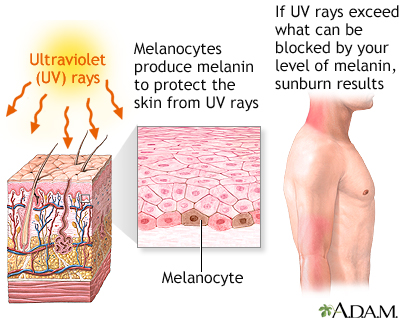 Ultraviolet
(UV) rays
Melanocytes
produce melanin
to protect the
skin from UV rays
If UV rays exceed
what can be
blocked by your
level of melanin,
sunburn results
Melanocyte
A.D.A.M.